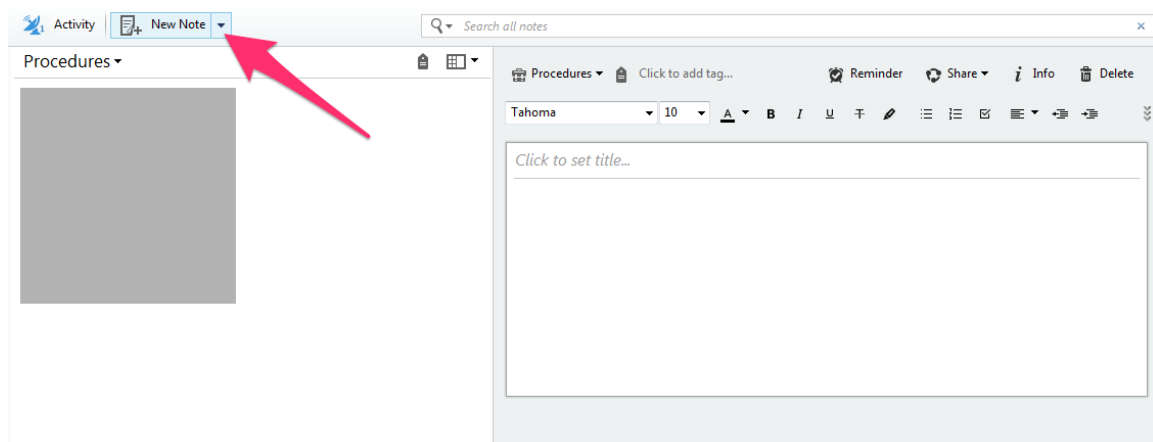 Activity New Note Search all notes
Procedures
Procedures Click to add tag... Reminder Share i Info Delete
Tahoma 10 A B I U T
Click to set title...